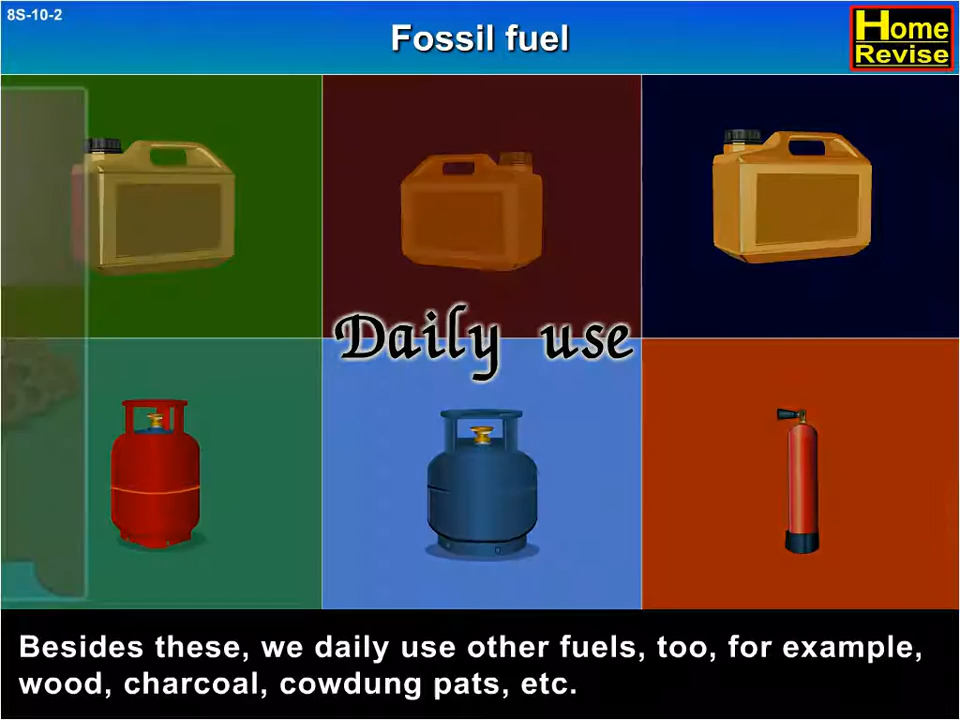 8S-10-2
Fossil fuel
Home
Revise
Daily use
Besides these, we daily use other fuels, too, for example,
wood, charcoal, cowdung pats, etc.